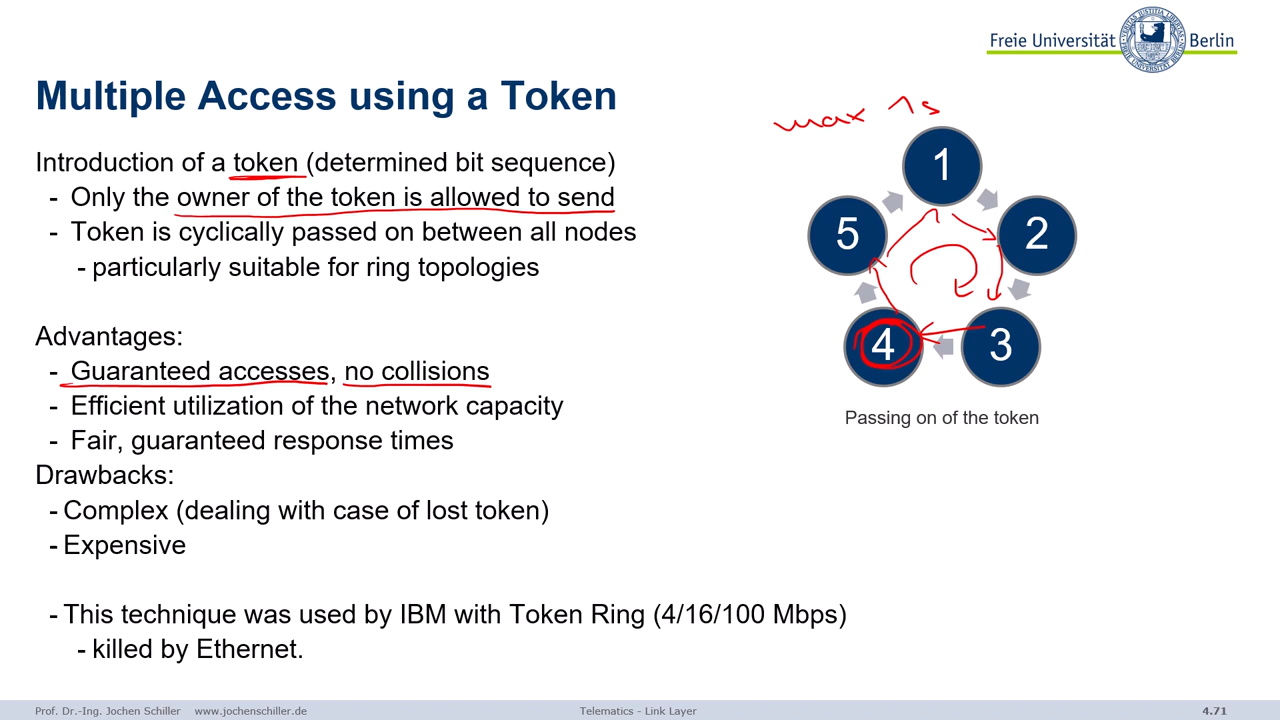 Freie Universität Berlin
Multiple Access using a Token
max 1s
Introduction of a token (determined bit sequence)
- Only the owner of the token is allowed to send
- Token is cyclically passed on between all nodes
- particularly suitable for ring topologies
Advantages:
- Guaranteed accesses, no collisions
- Efficient utilization of the network capacity
- Fair, guaranteed response times
Drawbacks:
- Complex (dealing with case of lost token)
- Expensive
- This technique was used by IBM with Token Ring (4/16/100 Mbps)
- killed by Ethernet.
1
2
3
4
5
Passing on of the token
Prof. Dr.-Ing. Jochen Schiller www.jochenschiller.de Telematics - Link Layer 4.71